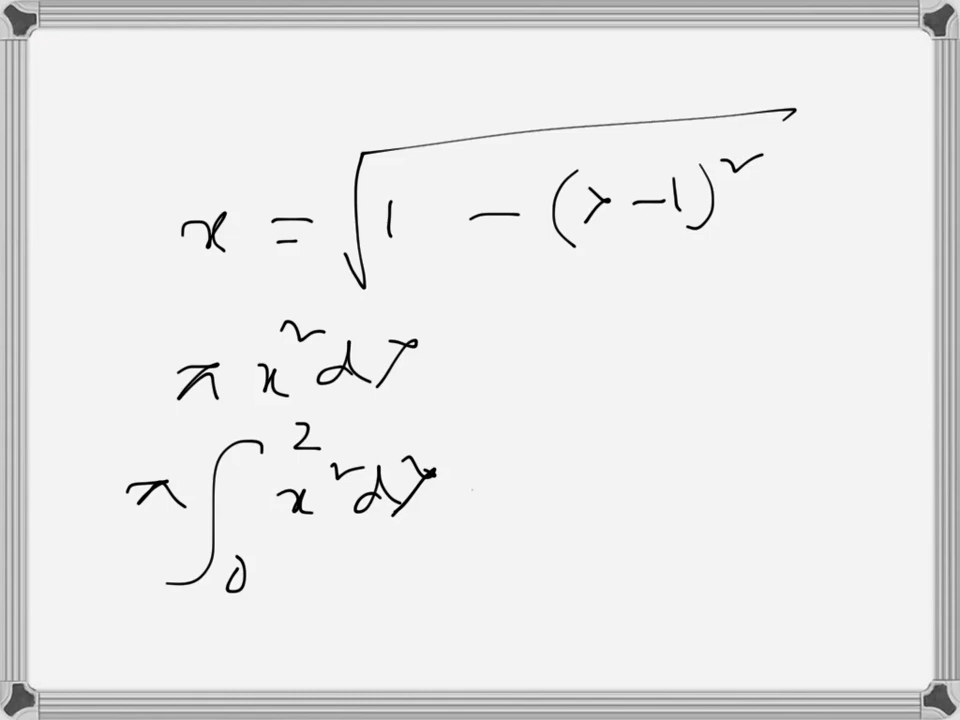 x = √(1 - (y-1)²)
π x² dy
π ∫₀² x² dy